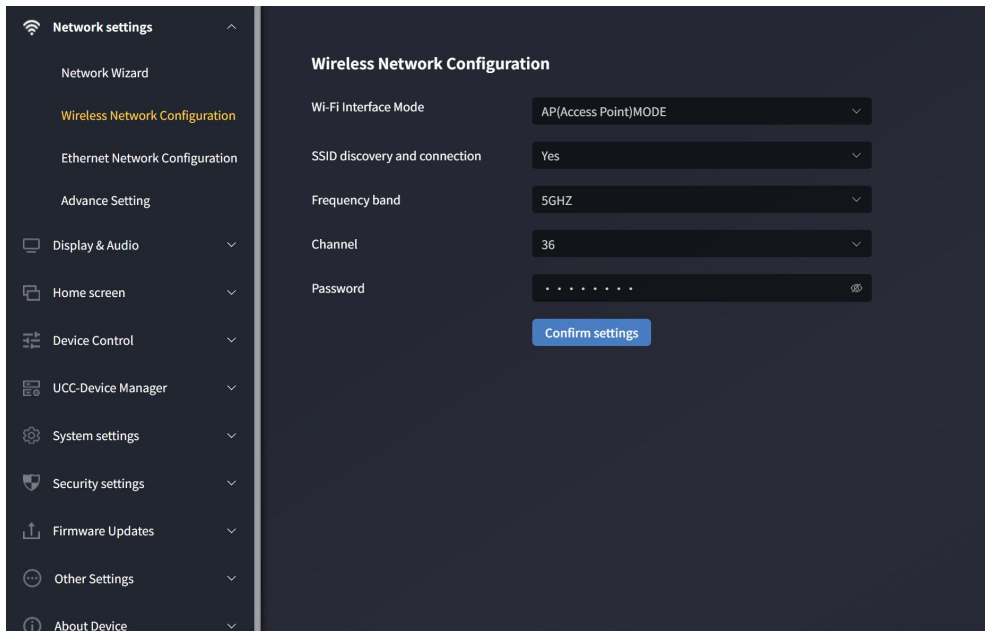 Network settings
Network Wizard
Wireless Network Configuration
Ethernet Network Configuration
Advance Setting
Display & Audio
Home screen
Device Control
UCC-Device Manager
System settings
Security settings
Firmware Updates
Other Settings
About Device
Wireless Network Configuration
Wi-Fi Interface Mode AP(Access Point)MODE
SSID discovery and connection Yes
Frequency band 5GHZ
Channel 36
Password ········
Confirm settings